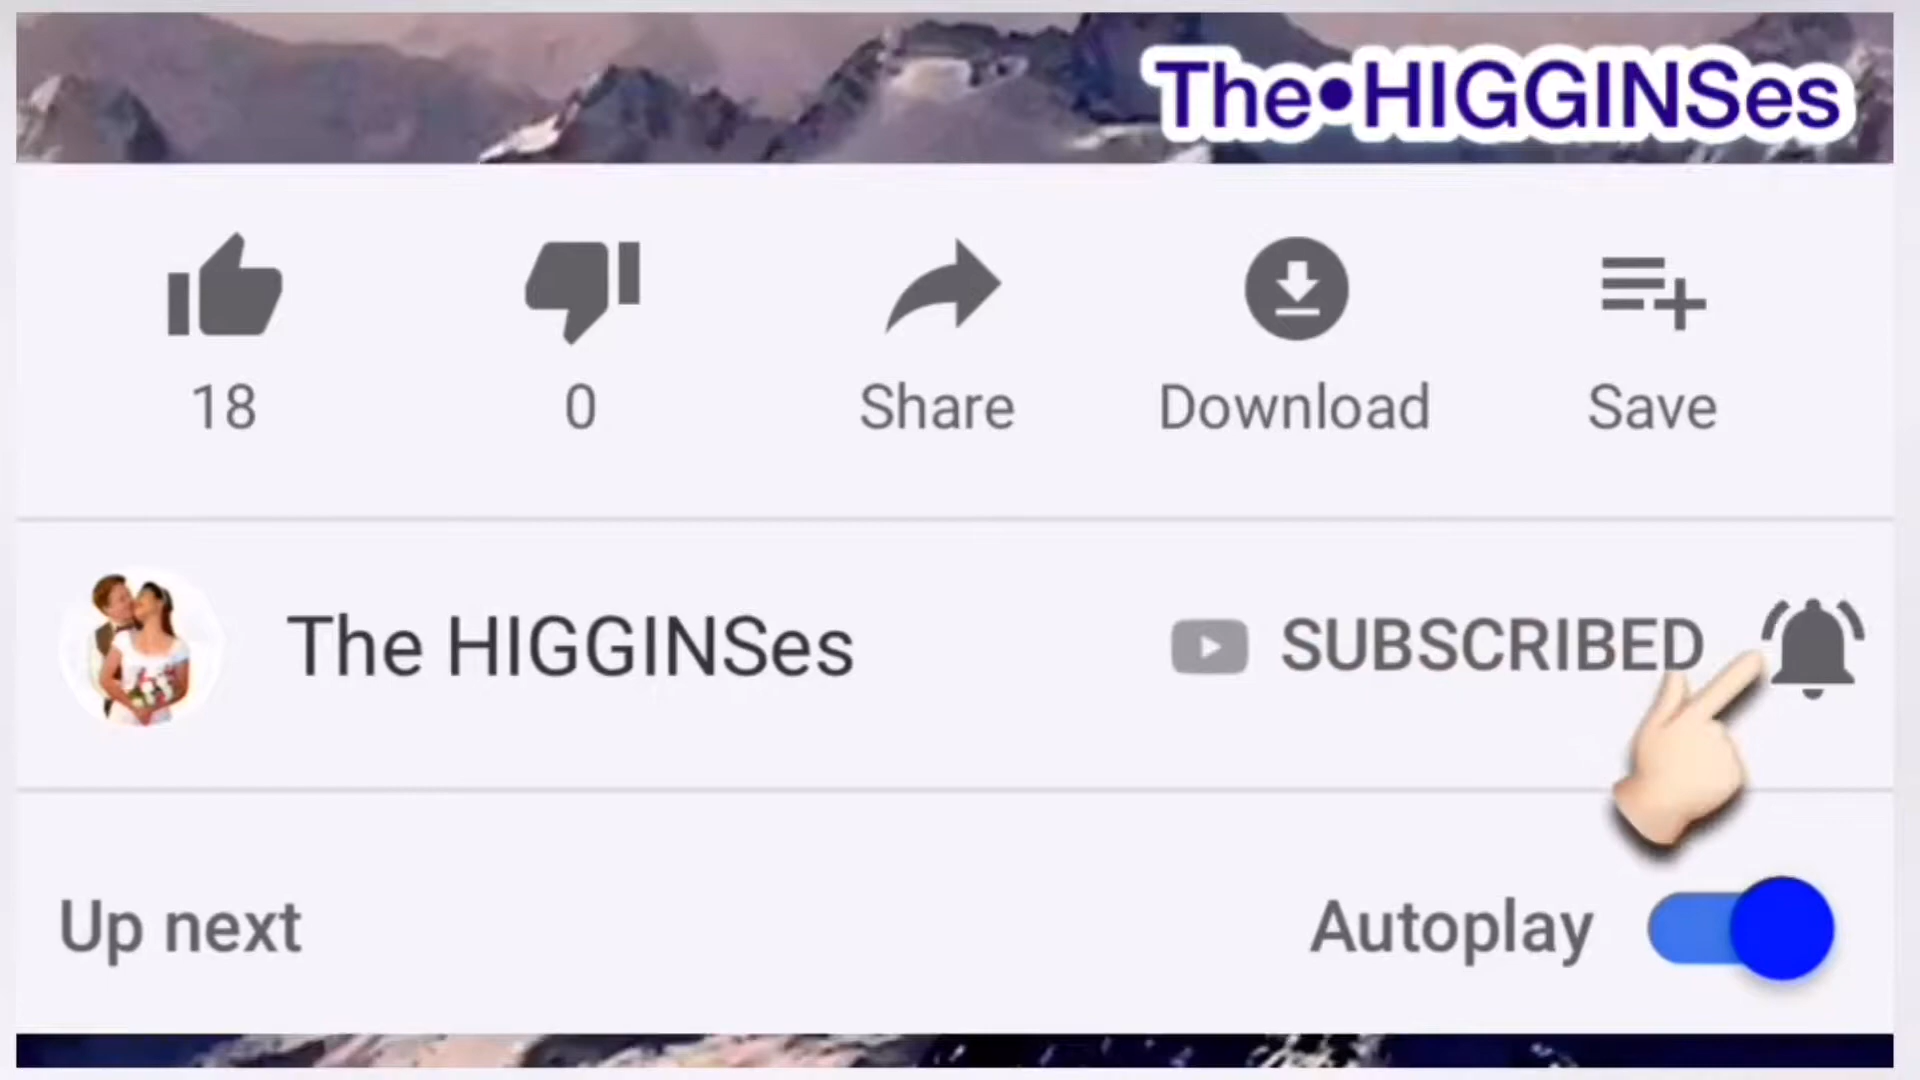 The•HIGGINSes
18
0
Share
Download
Save
The HIGGINSes
SUBSCRIBED
Up next
Autoplay